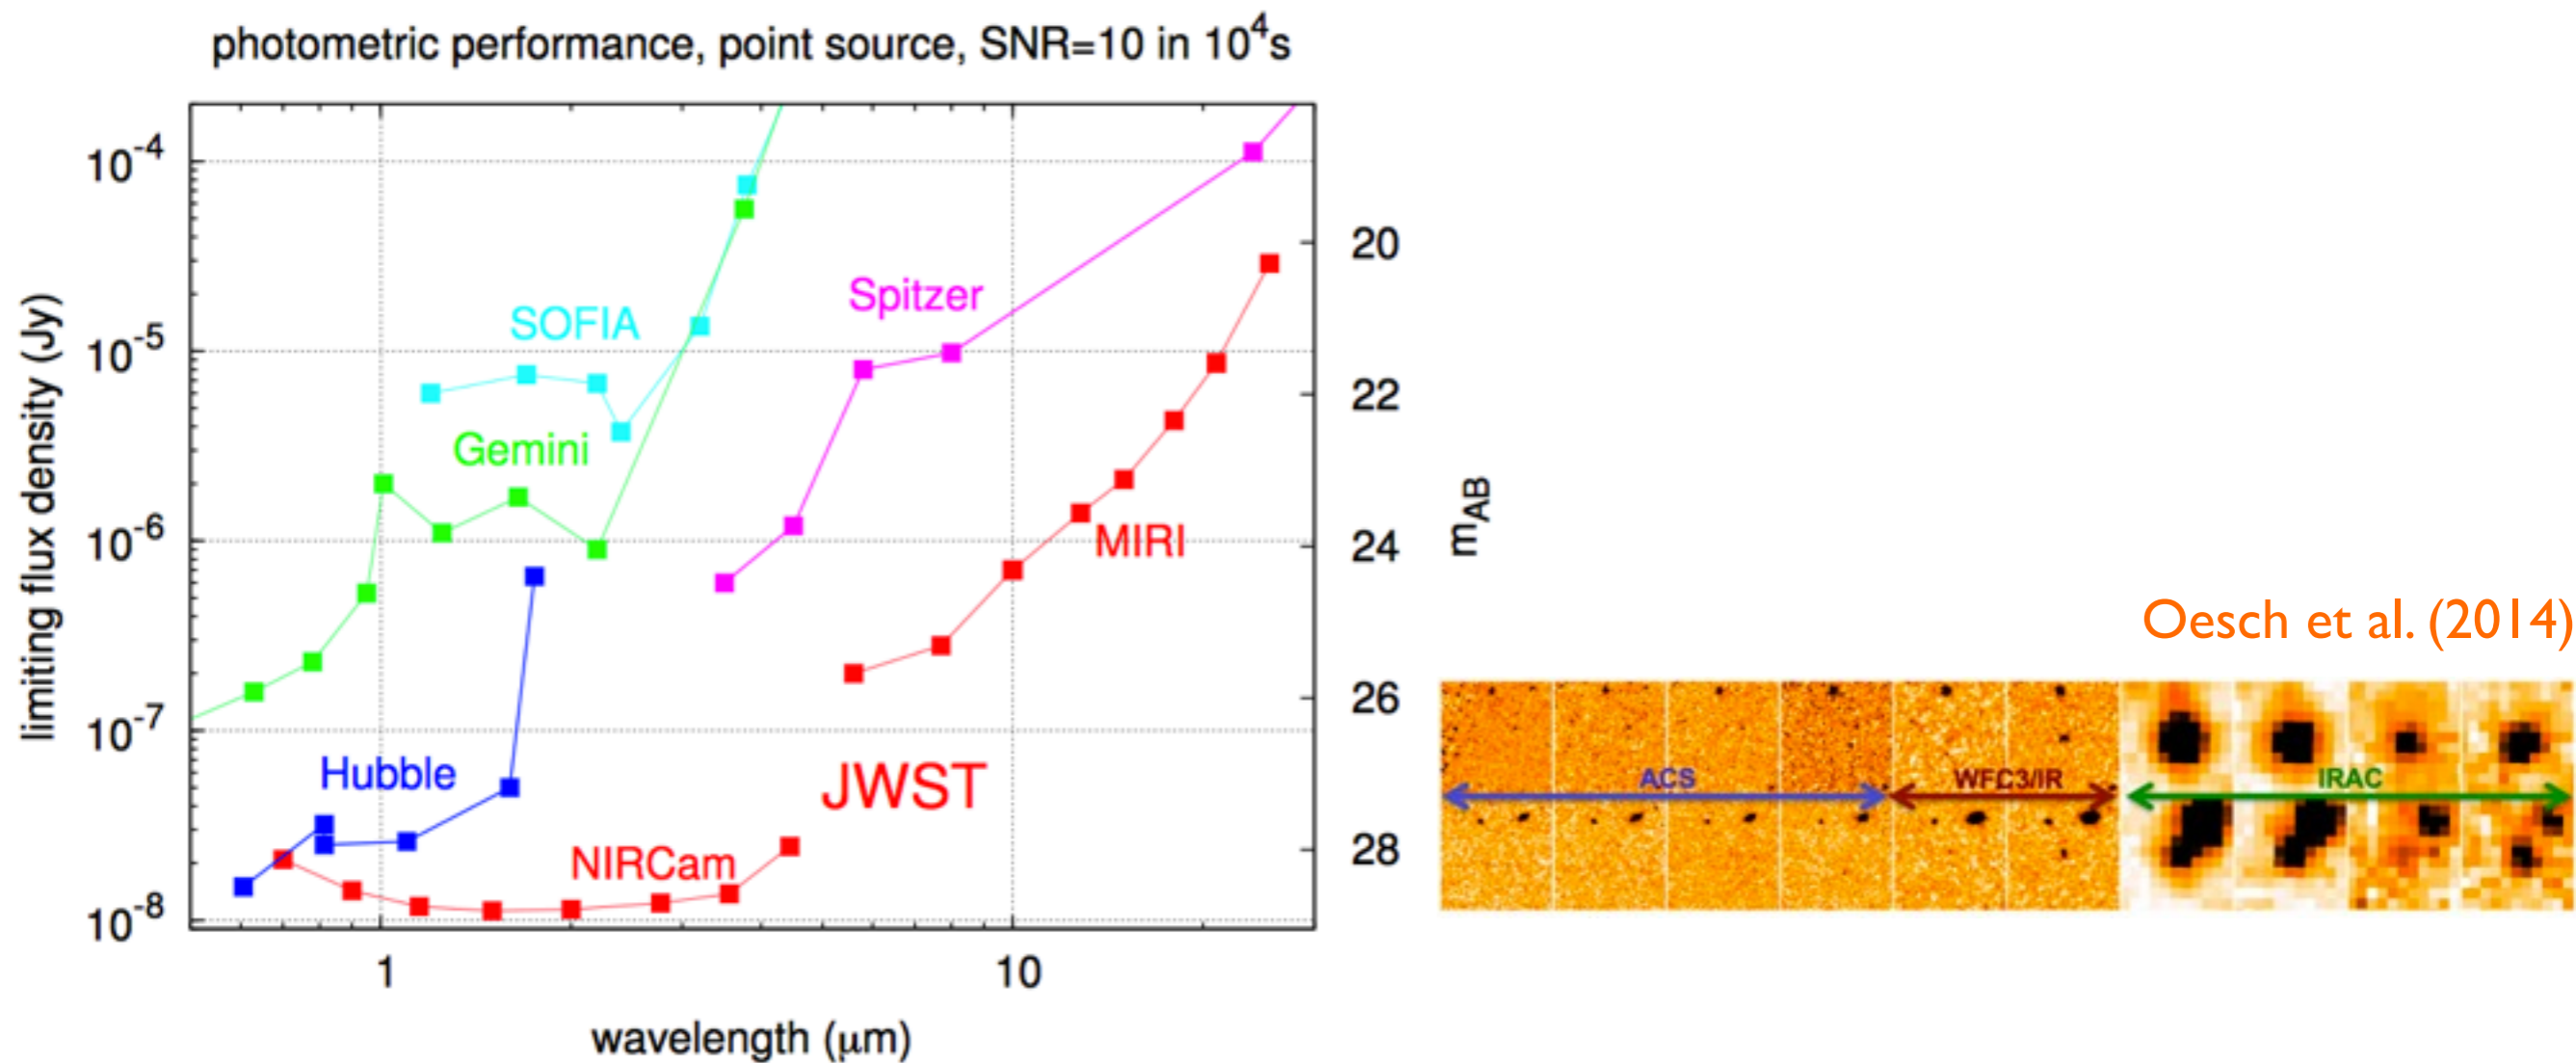 photometric performance, point source, SNR=10 in 10⁴s
limiting flux density (Jy)
10⁻⁴
10⁻⁵
10⁻⁶
10⁻⁷
10⁻⁸
SOFIA
Gemini
Hubble
Spitzer
MIRI
JWST
NIRCam
20
22
24
26
28
m_AB
1
10
wavelength (μm)
Oesch et al. (2014)
ACS
WFC3/IR
IRAC